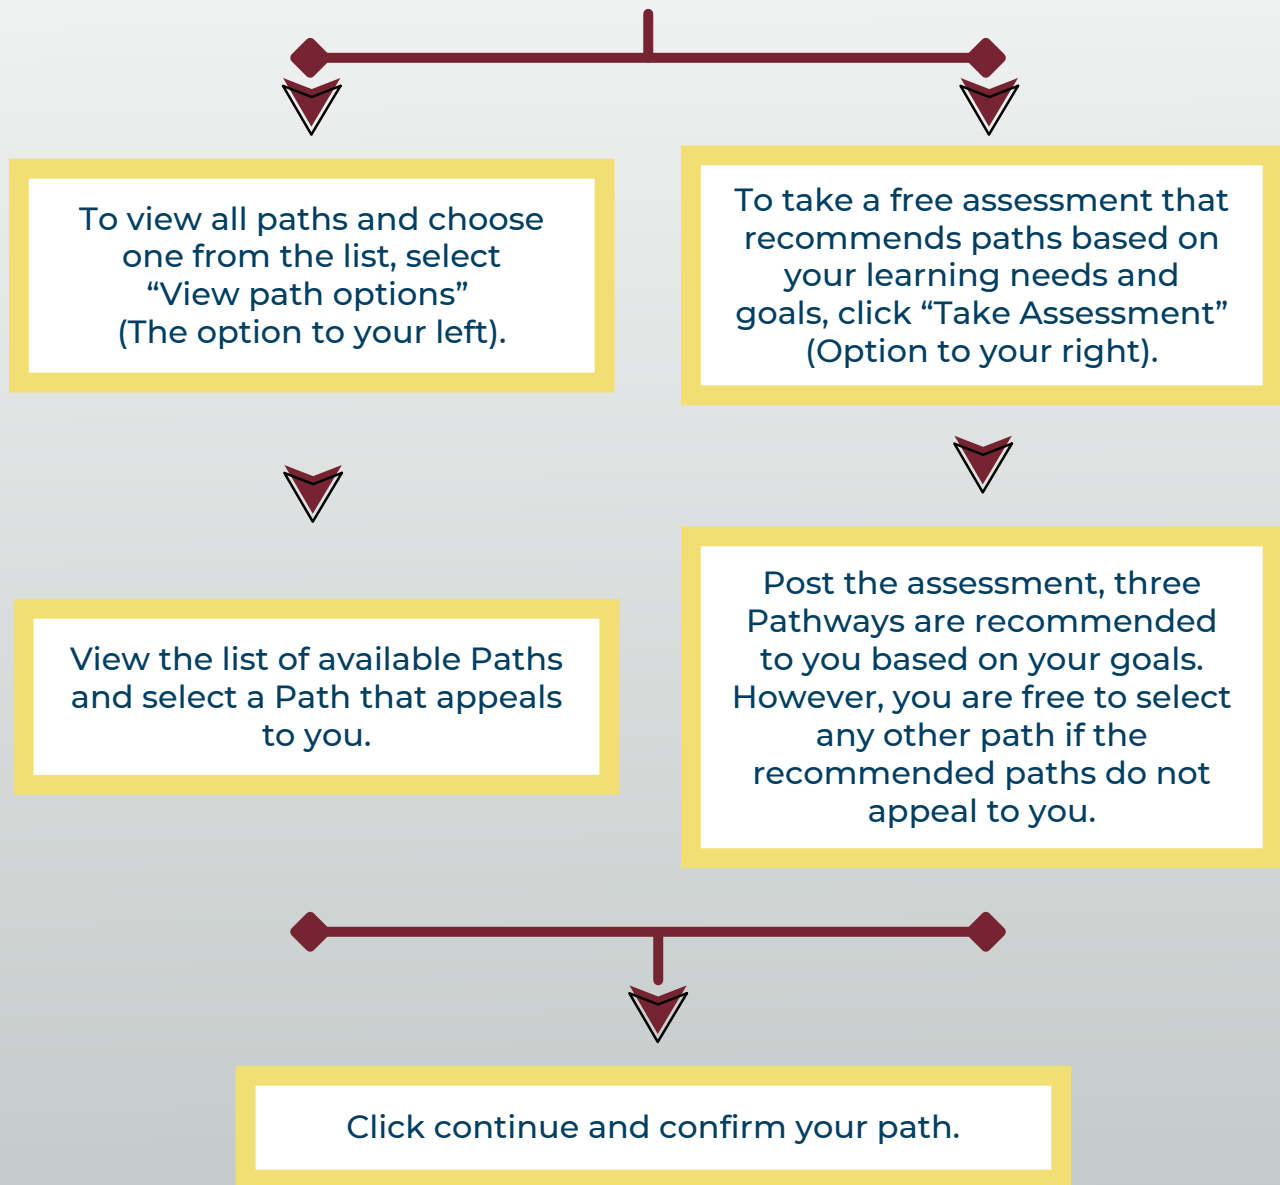 To view all paths and choose
one from the list, select
“View path options”
(The option to your left).
To take a free assessment that
recommends paths based on
your learning needs and
goals, click “Take Assessment”
(Option to your right).
View the list of available Paths
and select a Path that appeals
to you.
Post the assessment, three
Pathways are recommended
to you based on your goals.
However, you are free to select
any other path if the
recommended paths do not
appeal to you.
Click continue and confirm your path.